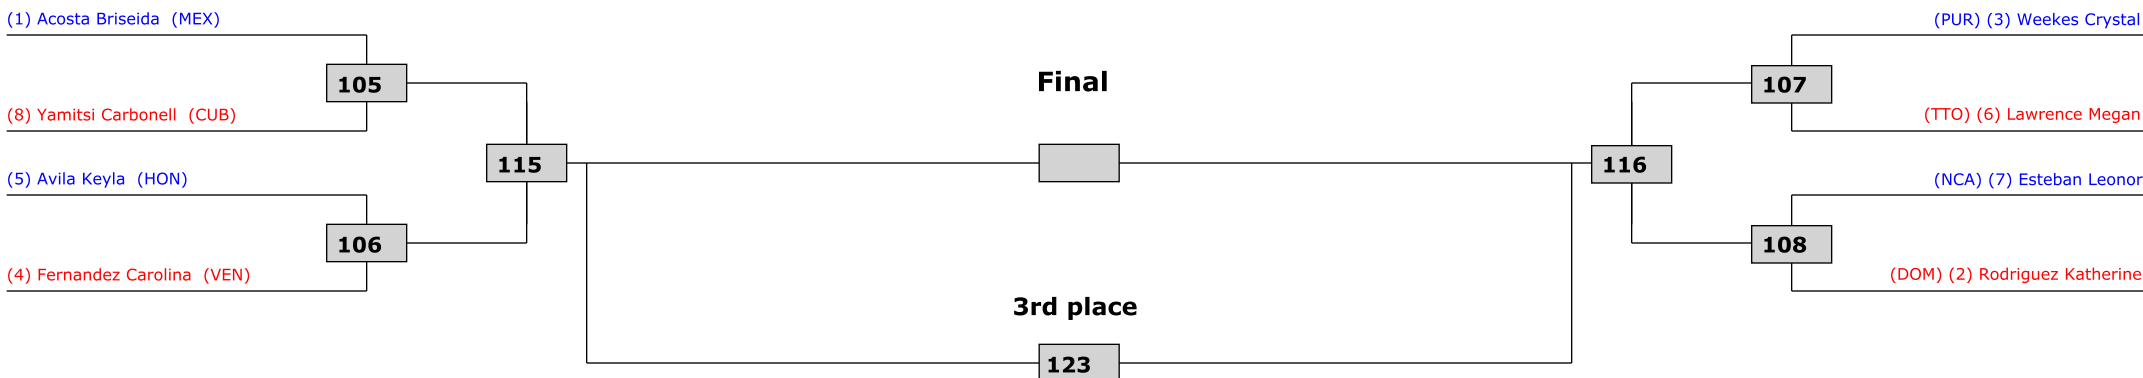 (1) Acosta Briseida  (MEX)
105
(8) Yamitsi Carbonell  (CUB)
115
(5) Avila Keyla  (HON)
106
(4) Fernandez Carolina  (VEN)
Final
3rd place
123
(PUR) (3) Weekes Crystal
107
(TTO) (6) Lawrence Megan
116
(NCA) (7) Esteban Leonor
108
(DOM) (2) Rodriguez Katherine